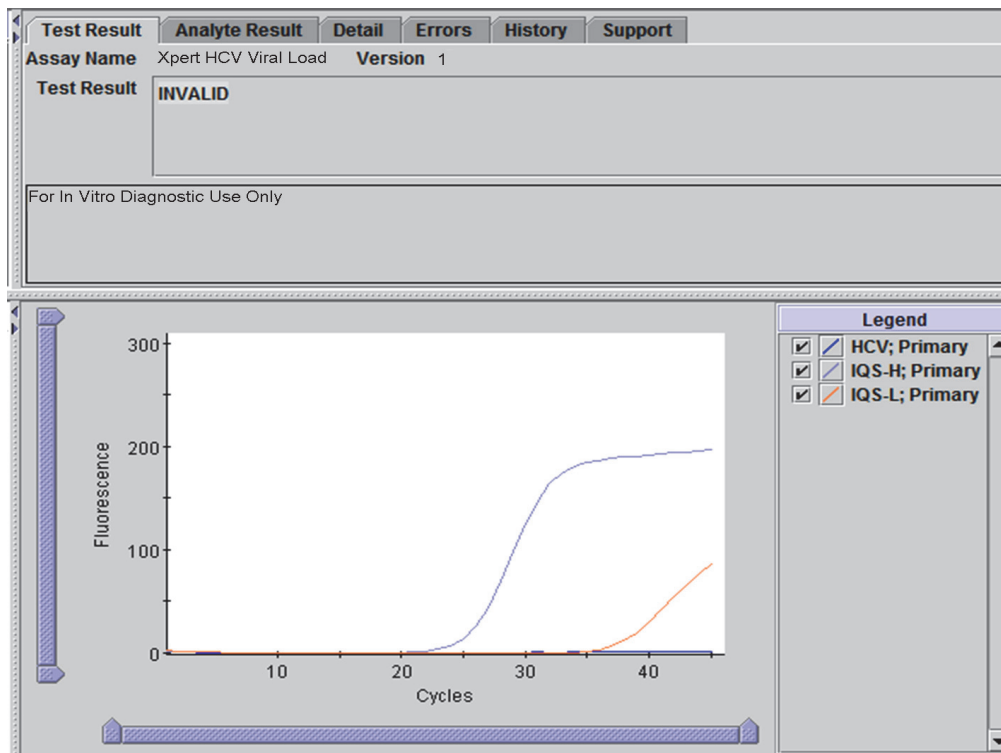 Test Result Analyte Result Detail Errors History Support
Assay Name Xpert HCV Viral Load Version 1
Test Result INVALID
For In Vitro Diagnostic Use Only
Legend
HCV; Primary
IQS-H; Primary
IQS-L; Primary
300
200
100
0
Fluorescence
10 20 30 40
Cycles